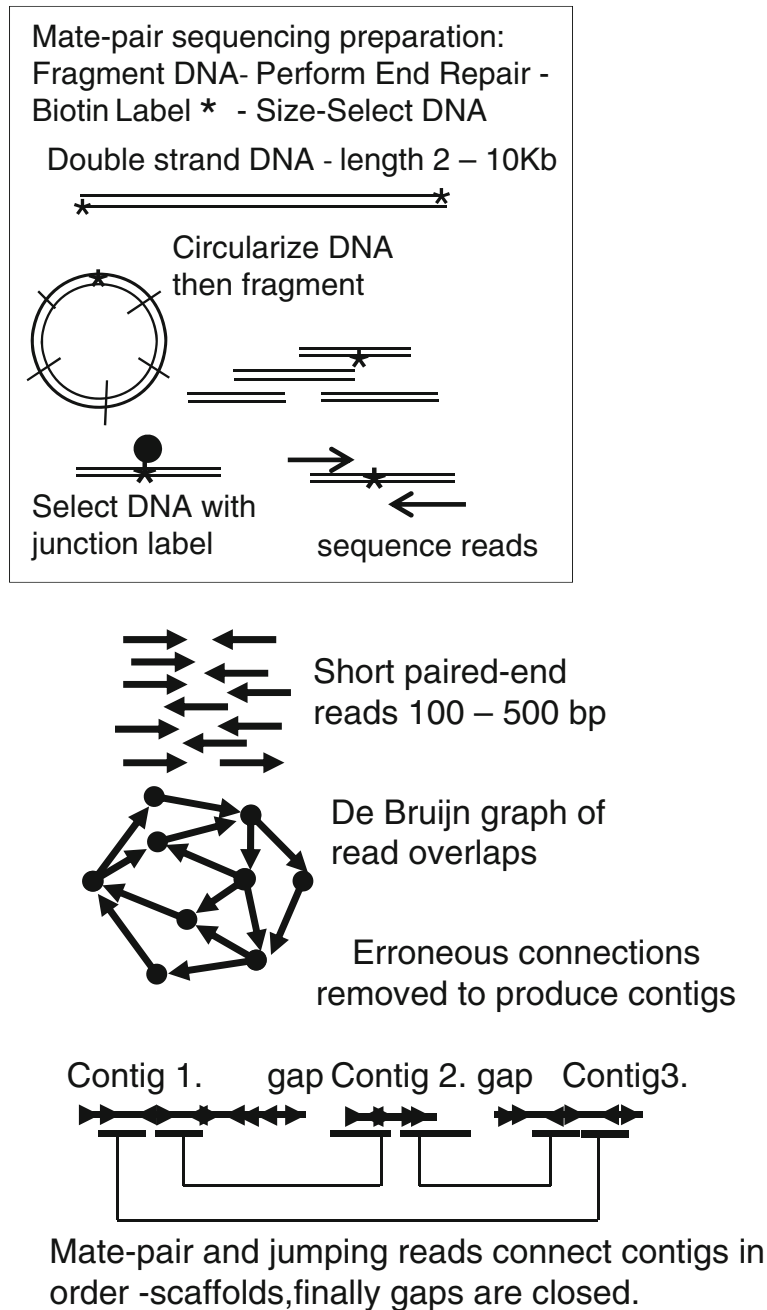 Mate-pair sequencing preparation:
Fragment DNA- Perform End Repair -
Biotin Label * - Size-Select DNA
Double strand DNA - length 2 – 10Kb
Circularize DNA
then fragment
Select DNA with
junction label
sequence reads
Short paired-end
reads 100 – 500 bp
De Bruijn graph of
read overlaps
Erroneous connections
removed to produce contigs
Contig 1. gap Contig 2. gap Contig3.
Mate-pair and jumping reads connect contigs in
order -scaffolds,finally gaps are closed.